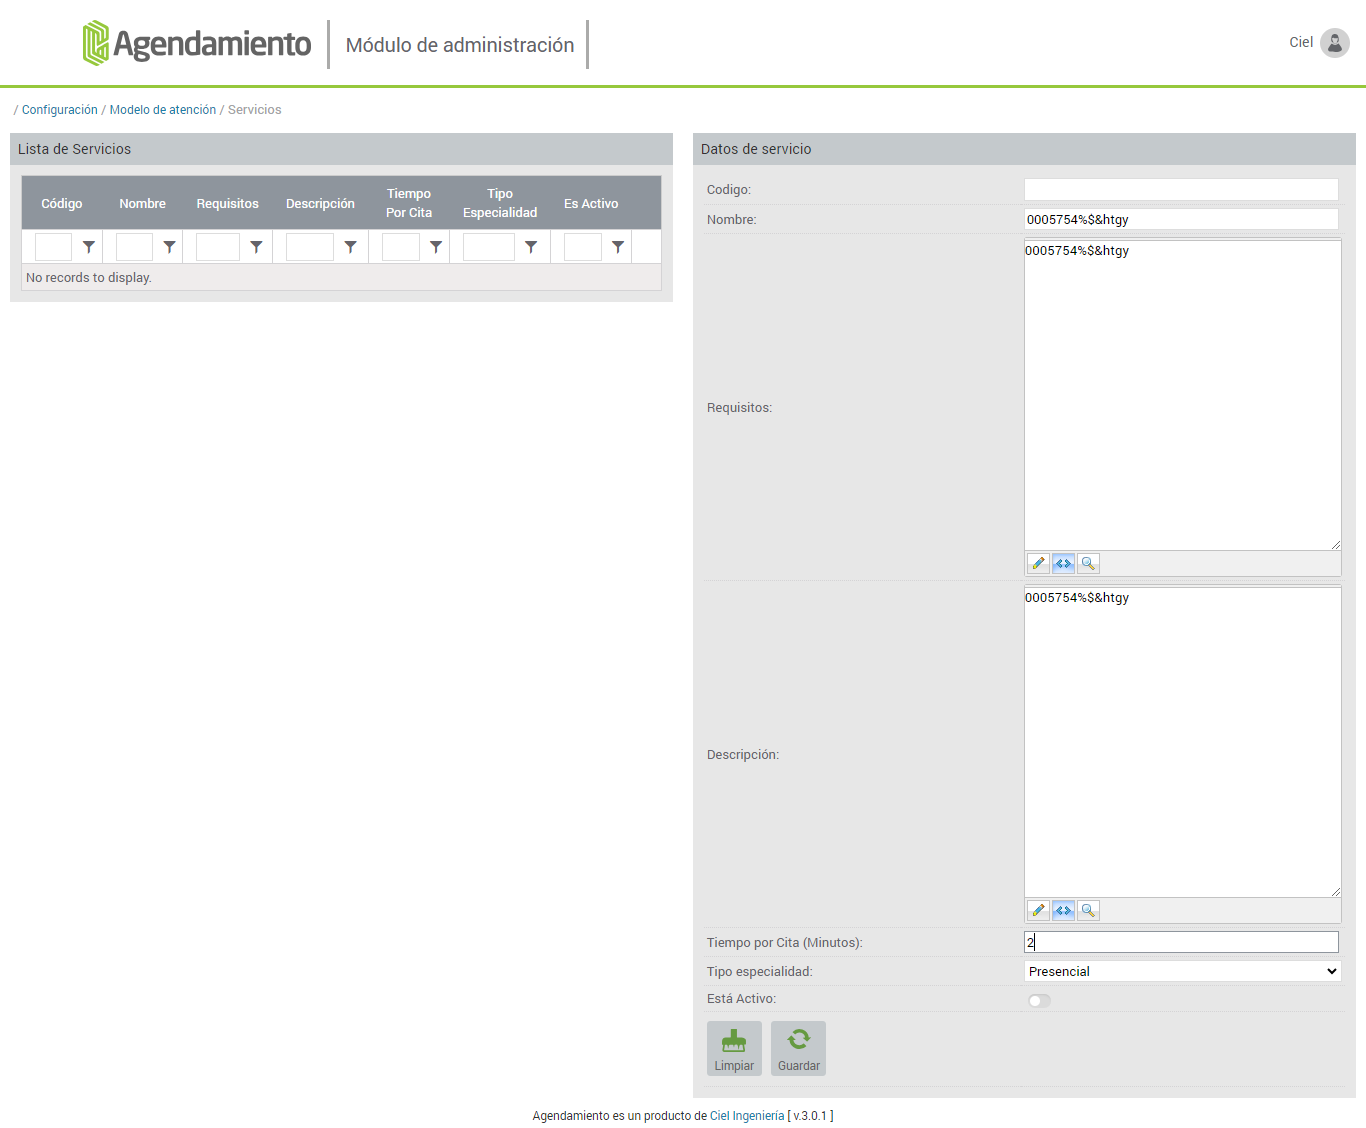 Agendamiento
Módulo de administración
Ciel
/ Configuración / Modelo de atención / Servicios
Lista de Servicios
Código Nombre Requisitos Descripción Tiempo Por Cita Tipo Especialidad Es Activo
No records to display.
Datos de servicio
Codigo:
Nombre: 0005754%$&htgy
Requisitos: 0005754%$&htgy
Descripción: 0005754%$&htgy
Tiempo por Cita (Minutos): 2
Tipo especialidad: Presencial
Está Activo:
Limpiar Guardar
Agendamiento es un producto de Ciel Ingeniería [ v.3.0.1 ]